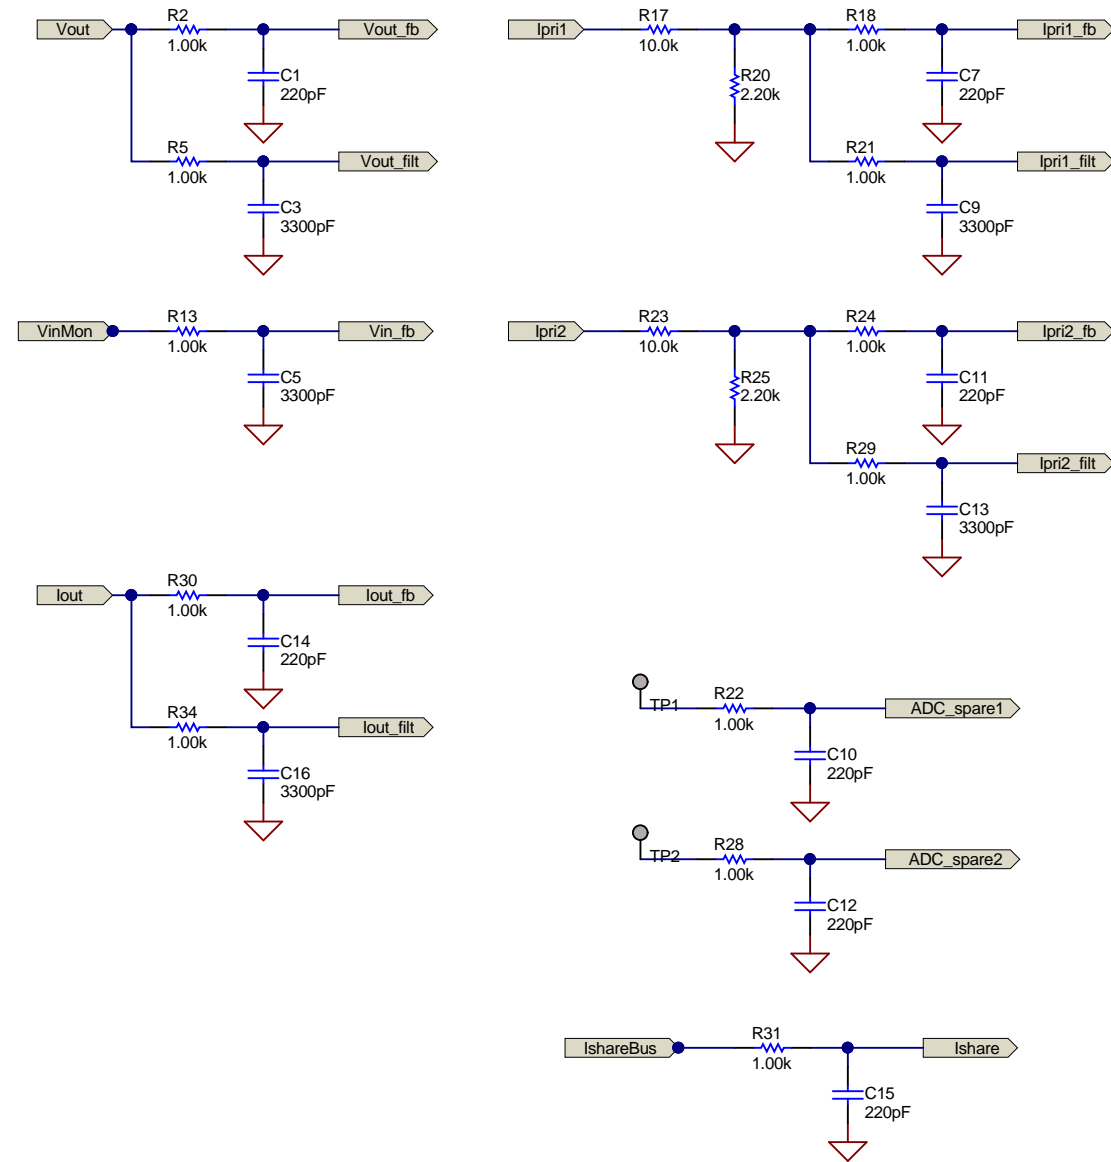 Vout
R2
1.00k
Vout_fb
C1
220pF
R5
1.00k
Vout_filt
C3
3300pF
VinMon
R13
1.00k
Vin_fb
C5
3300pF
Iout
R30
1.00k
Iout_fb
C14
220pF
R34
1.00k
Iout_filt
C16
3300pF
Ipri1
R17
10.0k
R20
2.20k
R18
1.00k
Ipri1_fb
C7
220pF
R21
1.00k
Ipri1_filt
C9
3300pF
Ipri2
R23
10.0k
R25
2.20k
R24
1.00k
Ipri2_fb
C11
220pF
R29
1.00k
Ipri2_filt
C13
3300pF
TP1
R22
1.00k
ADC_spare1
C10
220pF
TP2
R28
1.00k
ADC_spare2
C12
220pF
IshareBus
R31
1.00k
Ishare
C15
220pF